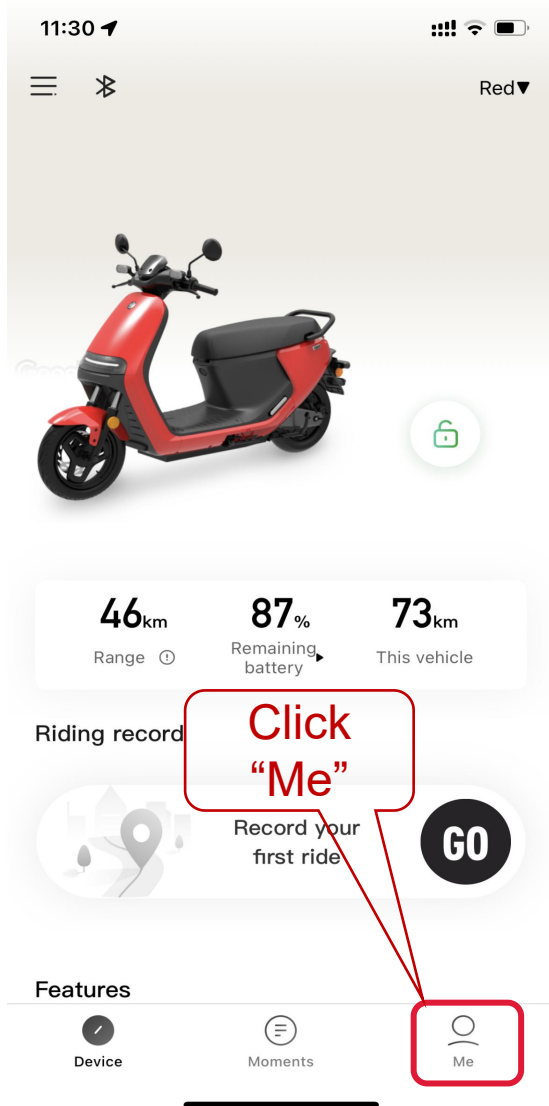 11:30
Red▼
46km
87%
73km
Range
Remaining
battery
This vehicle
Riding record
Click
“Me”
Record your
first ride
GO
Features
Device
Moments
Me